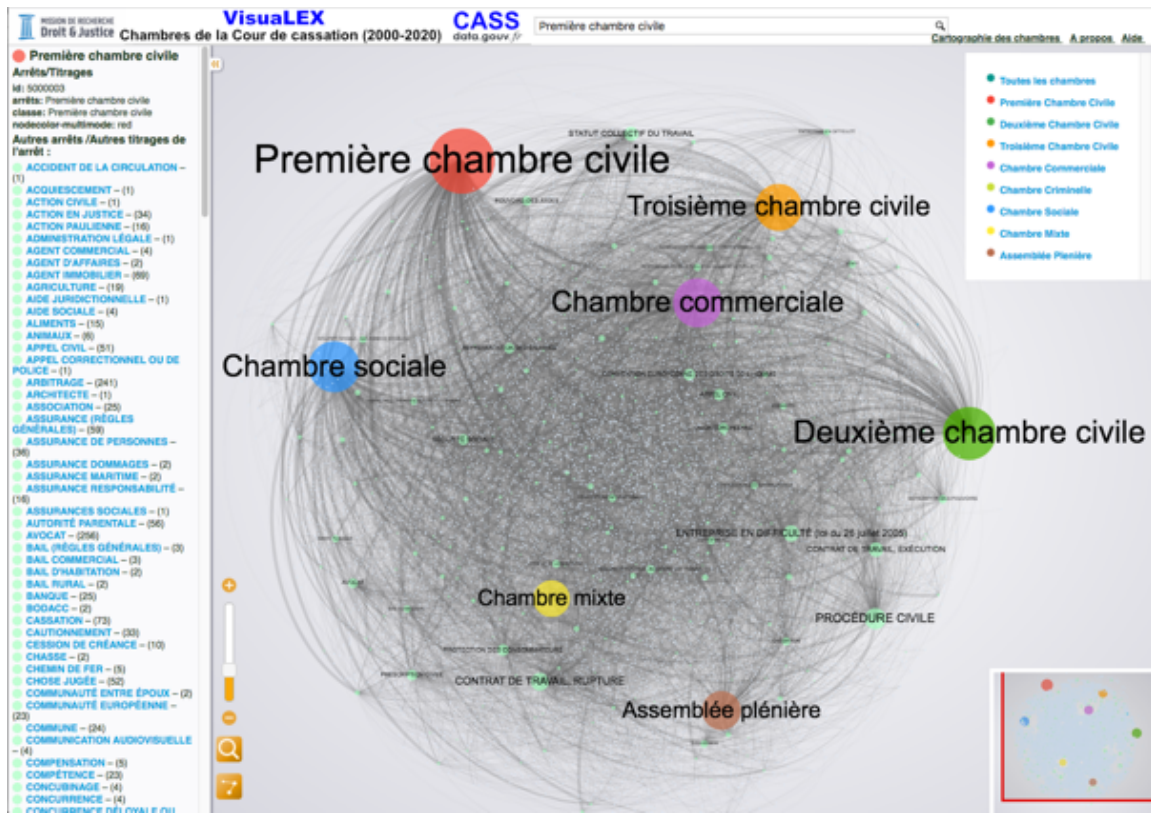 MISSION DE RECHERCHE
Droit & Justice
VisuaLEX
Chambres de la Cour de cassation (2000-2020)
CASS
data.gouv.fr
Première chambre civile
Cartographie des chambres A propos Aide
Première chambre civile
Arrêts/Titrages
id: 5000003
arrêts: Première chambre civile
classe: Première chambre civile
nodecolor-multimode: red
Autres arrêts /Autres titrages de
l'arrêt :
ACCIDENT DE LA CIRCULATION –
(1)
ACQUIESCEMENT – (1)
ACTION CIVILE – (1)
ACTION EN JUSTICE – (34)
ACTION PAULIENNE – (16)
ADMINISTRATION LÉGALE – (1)
AGENT COMMERCIAL – (4)
AGENT D'AFFAIRES – (2)
AGENT IMMOBILIER – (69)
AGRICULTURE – (19)
AIDE JURIDICTIONNELLE – (1)
AIDE SOCIALE – (4)
ALIMENTS – (15)
ANIMAUX – (6)
APPEL CIVIL – (51)
APPEL CORRECTIONNEL OU DE
POLICE – (1)
ARBITRAGE – (241)
ARCHITECTE – (1)
ASSOCIATION – (25)
ASSURANCE (RÈGLES
GÉNÉRALES) – (59)
ASSURANCE DE PERSONNES –
(36)
ASSURANCE DOMMAGES – (2)
ASSURANCE MARITIME – (2)
ASSURANCE RESPONSABILITÉ –
(16)
ASSURANCES SOCIALES – (1)
AUTORITÉ PARENTALE – (56)
AVOCAT – (256)
BAIL (RÈGLES GÉNÉRALES) – (3)
BAIL COMMERCIAL – (3)
BAIL D'HABITATION – (2)
BAIL RURAL – (2)
BANQUE – (25)
BODACC – (2)
CASSATION – (73)
CAUTIONNEMENT – (33)
CESSION DE CRÉANCE – (10)
CHASSE – (2)
CHEMIN DE FER – (5)
CHOSE JUGÉE – (52)
COMMUNAUTÉ ENTRE ÉPOUX – (2)
COMMUNAUTÉ EUROPÉENNE –
(23)
COMMUNE – (24)
COMMUNICATION AUDIOVISUELLE
– (4)
COMPENSATION – (5)
COMPÉTENCE – (23)
CONCUBINAGE – (4)
CONCURRENCE – (4)
CONCURRENCE DÉLOYALE OU
STATUT COLLECTIF DU TRAVAIL
Première chambre civile
Troisième chambre civile
Chambre commerciale
Chambre sociale
Deuxième chambre civile
ENTREPRISE EN DIFFICULTÉ (loi du 26 juillet 2005)
CONTRAT DE TRAVAIL, EXÉCUTION
Chambre mixte
AVOCAT
PROCÉDURE CIVILE
PROTECTION DES CONSOMMATEURS
PRESCRIPTION CIVILE
CONTRAT DE TRAVAIL, RUPTURE
Assemblée plénière
Toutes les chambres
Première Chambre Civile
Deuxième Chambre Civile
Troisième Chambre Civile
Chambre Commerciale
Chambre Criminelle
Chambre Sociale
Chambre Mixte
Assemblée Plenière